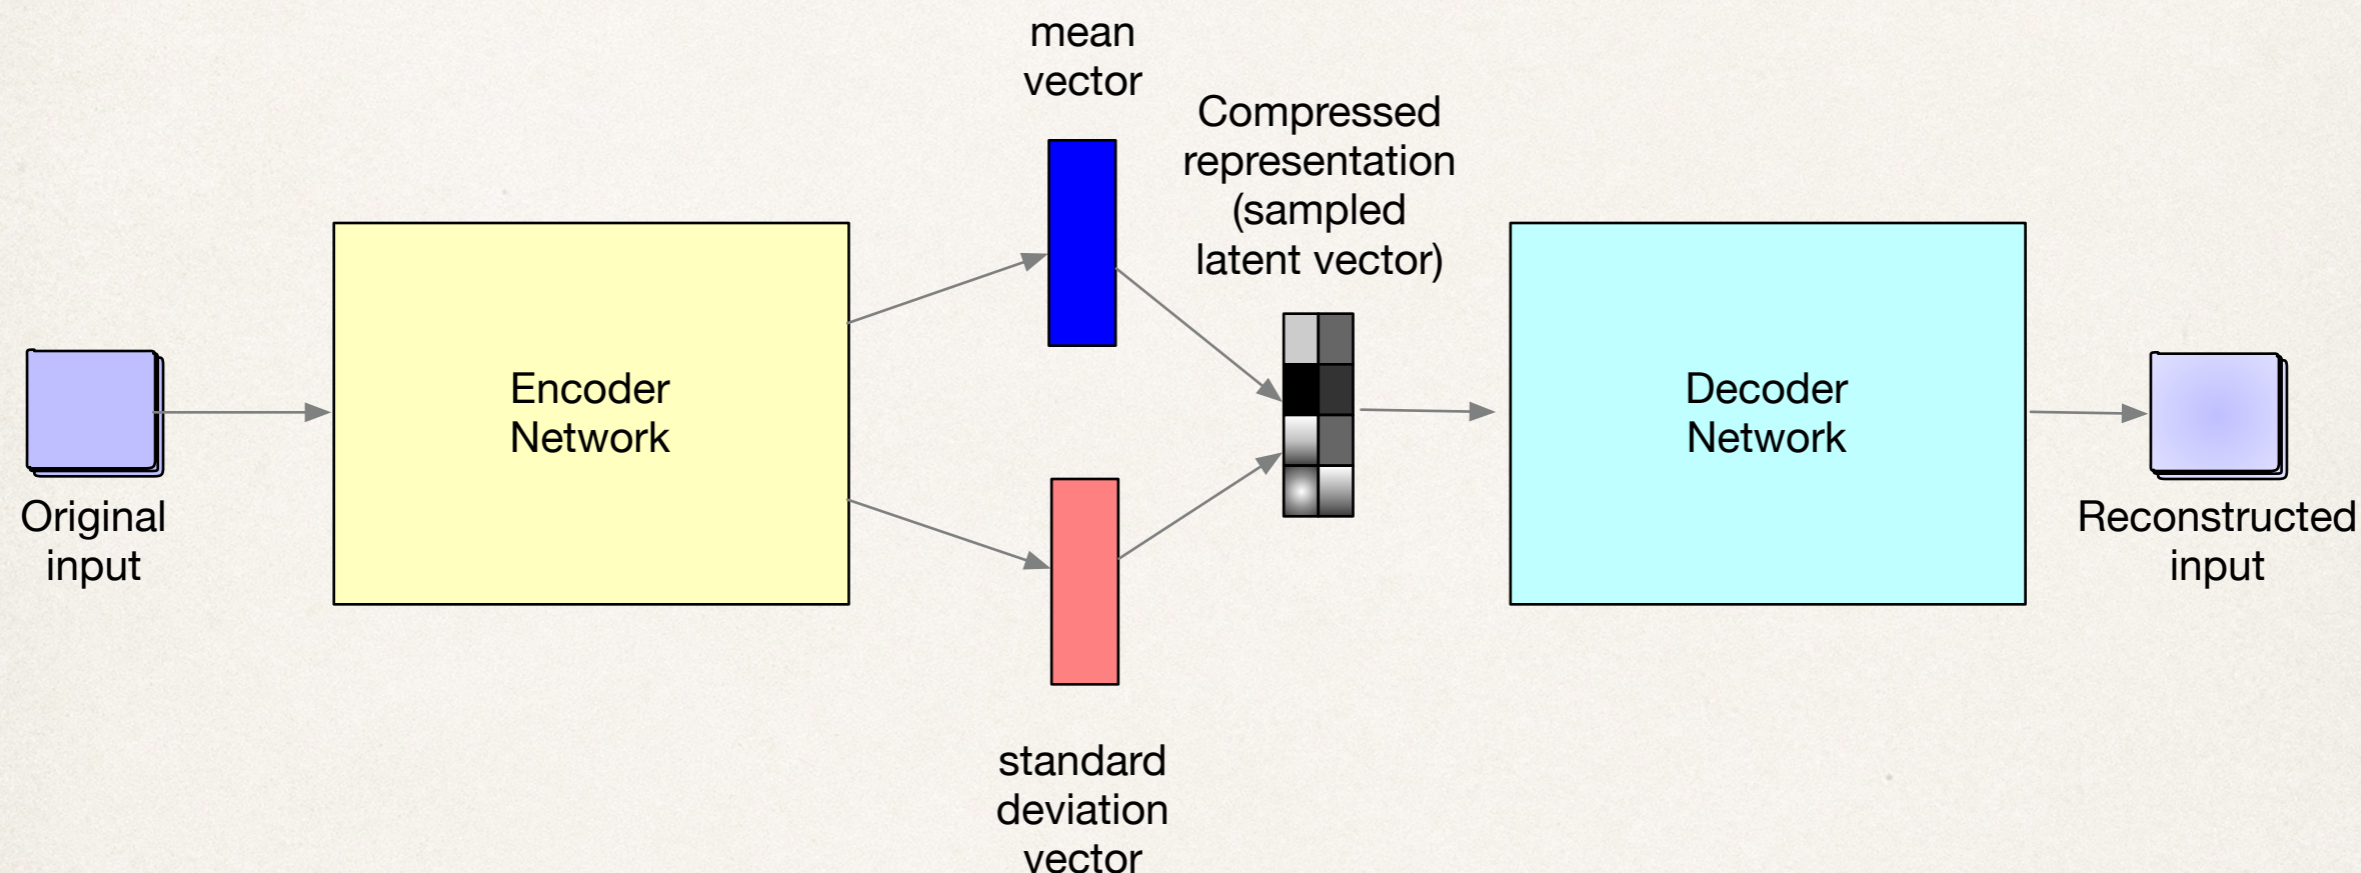 mean
vector
Compressed
representation
(sampled
latent vector)
Encoder
Network
Decoder
Network
Original
input
Reconstructed
input
standard
deviation
vector